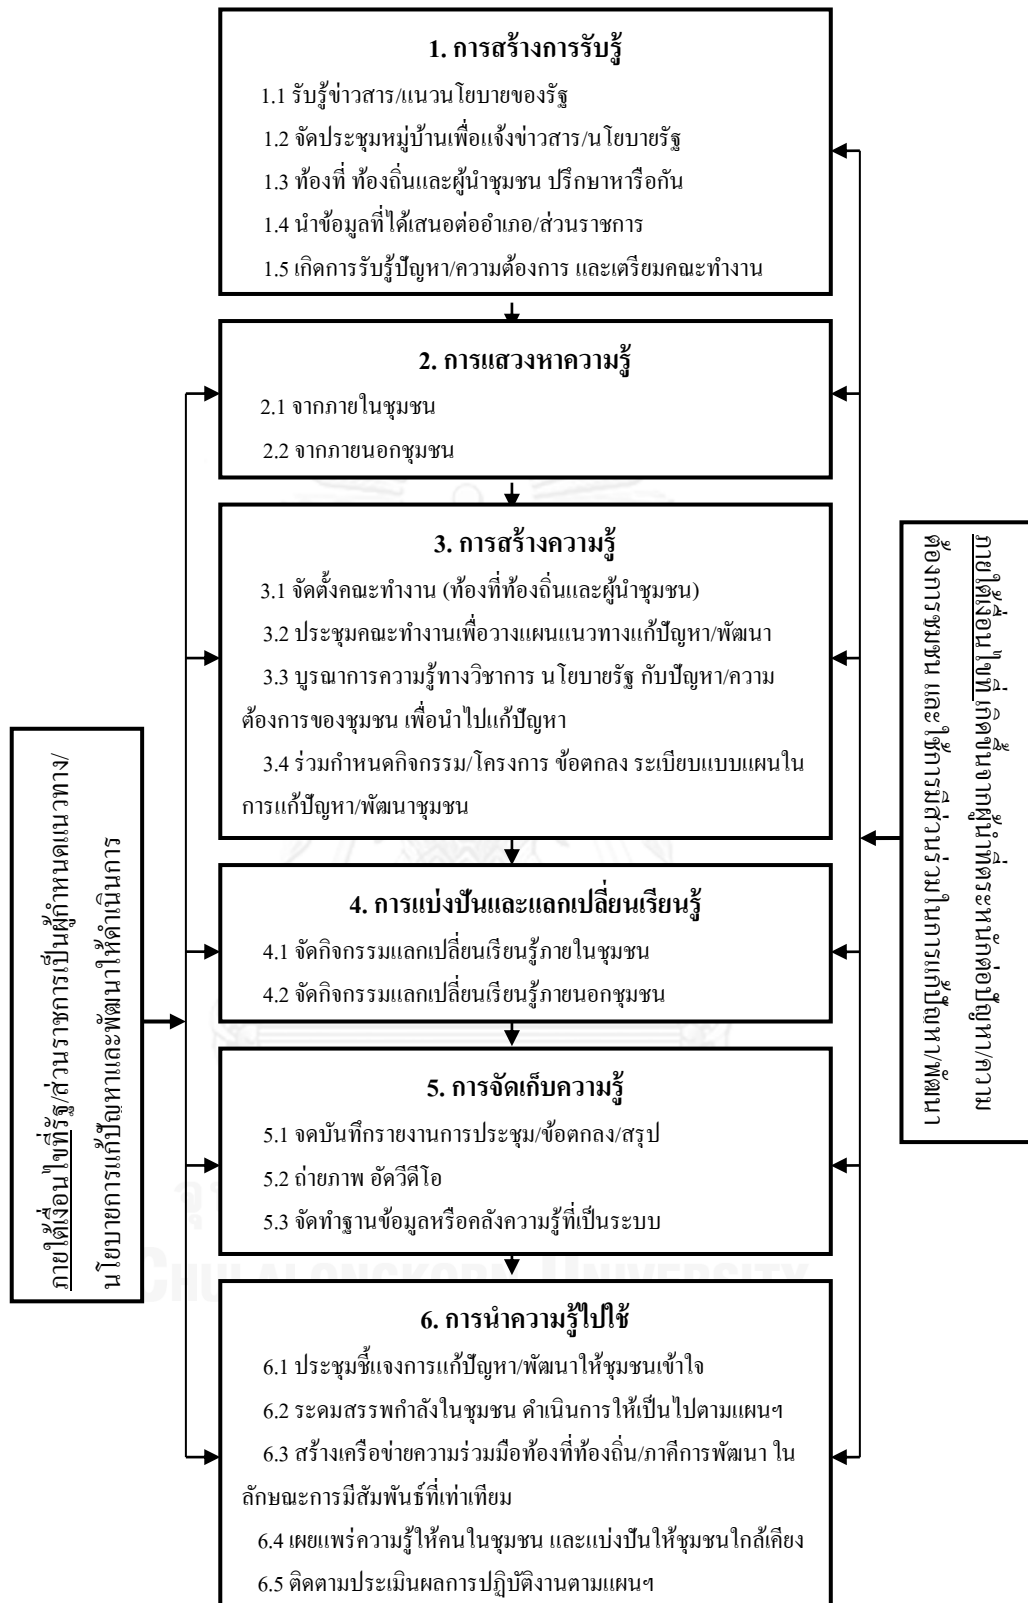 1. การสร้างการรับรู้
1.1 รับรู้ข่าวสาร/แนวนโยบายของรัฐ
1.2 จัดประชุมหมู่บ้านเพื่อแจ้งข่าวสาร/นโยบายรัฐ
1.3 ท้องที่ ท้องถิ่นและผู้นำชุมชน ปรึกษาหารือกัน
1.4 นำข้อมูลที่ได้เสนอต่ออำเภอ/ส่วนราชการ
1.5 เกิดการรับรู้ปัญหา/ความต้องการ และเตรียมคณะทำงาน
2. การแสวงหาความรู้
2.1 จากภายในชุมชน
2.2 จากภายนอกชุมชน
3. การสร้างความรู้
3.1 จัดตั้งคณะทำงาน (ท้องที่ท้องถิ่นและผู้นำชุมชน)
3.2 ประชุมคณะทำงานเพื่อวางแผนแนวทางแก้ปัญหา/พัฒนา
3.3 บูรณาการความรู้ทางวิชาการ นโยบายรัฐ กับปัญหา/ความ
ต้องการของชุมชน เพื่อนำไปแก้ปัญหา
3.4 ร่วมกำหนดกิจกรรม/โครงการ ข้อตกลง ระเบียบแบบแผนใน
การแก้ปัญหา/พัฒนาชุมชน
4. การแบ่งปันและแลกเปลี่ยนเรียนรู้
4.1 จัดกิจกรรมแลกเปลี่ยนเรียนรู้ภายในชุมชน
4.2 จัดกิจกรรมแลกเปลี่ยนเรียนรู้ภายนอกชุมชน
5. การจัดเก็บความรู้
5.1 จดบันทึกรายงานการประชุม/ข้อตกลง/สรุป
5.2 ถ่ายภาพ อัดวีดีโอ
5.3 จัดทำฐานข้อมูลหรือคลังความรู้ที่เป็นระบบ
CHULALONGKORN UNIVERSITY
6. การนำความรู้ไปใช้
6.1 ประชุมชี้แจงการแก้ปัญหา/พัฒนาให้ชุมชนเข้าใจ
6.2 ระดมสรรพกำลังในชุมชน ดำเนินการให้เป็นไปตามแผนฯ
6.3 สร้างเครือข่ายความร่วมมือท้องที่ท้องถิ่น/ภาคีการพัฒนา ใน
ลักษณะการมีสัมพันธ์ที่เท่าเทียม
6.4 เผยแพร่ความรู้ให้คนในชุมชน และแบ่งปันให้ชุมชนใกล้เคียง
6.5 ติดตามประเมินผลการปฏิบัติงานตามแผนฯ
ภายใต้เงื่อนไขที่รัฐ/ส่วนราชการเป็นผู้กำหนดแนวทาง/
นโยบายการแก้ปัญหาและพัฒนาให้ดำเนินการ
ภายใต้เงื่อนไขที่ เกิดขึ้นจากผู้นำที่ตระหนักต่อปัญหา/ความ
ต้องการชุมชน และ ใช้การมีส่วนร่วมในการแก้ปัญหา/พัฒนา